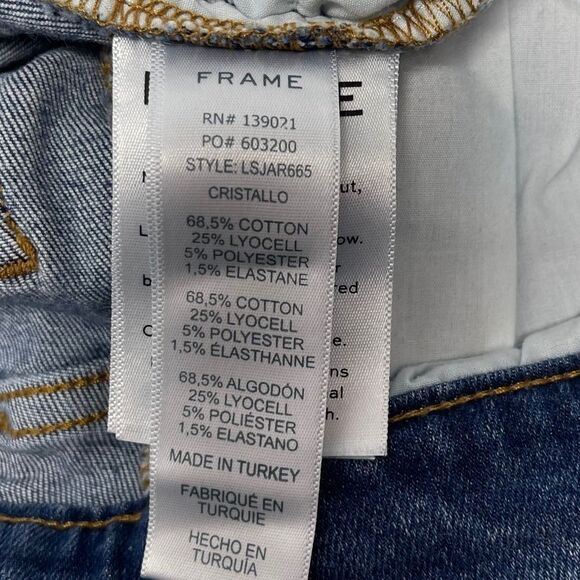 FRAME
RN# 139021
PO# 603200
STYLE: LSJAR665
CRISTALLO
68,5% COTTON
25% LYOCELL
5% POLYESTER
1,5% ELASTANE
68,5% COTTON
25% LYOCELL
5% POLYESTER
1,5% ÉLASTHANNE
68,5% ALGODÓN
25% LYOCELL
5% POLIÉSTER
1,5% ELASTANO
MADE IN TURKEY
FABRIQUÉ EN
TURQUIE
HECHO EN
TURQUÍA